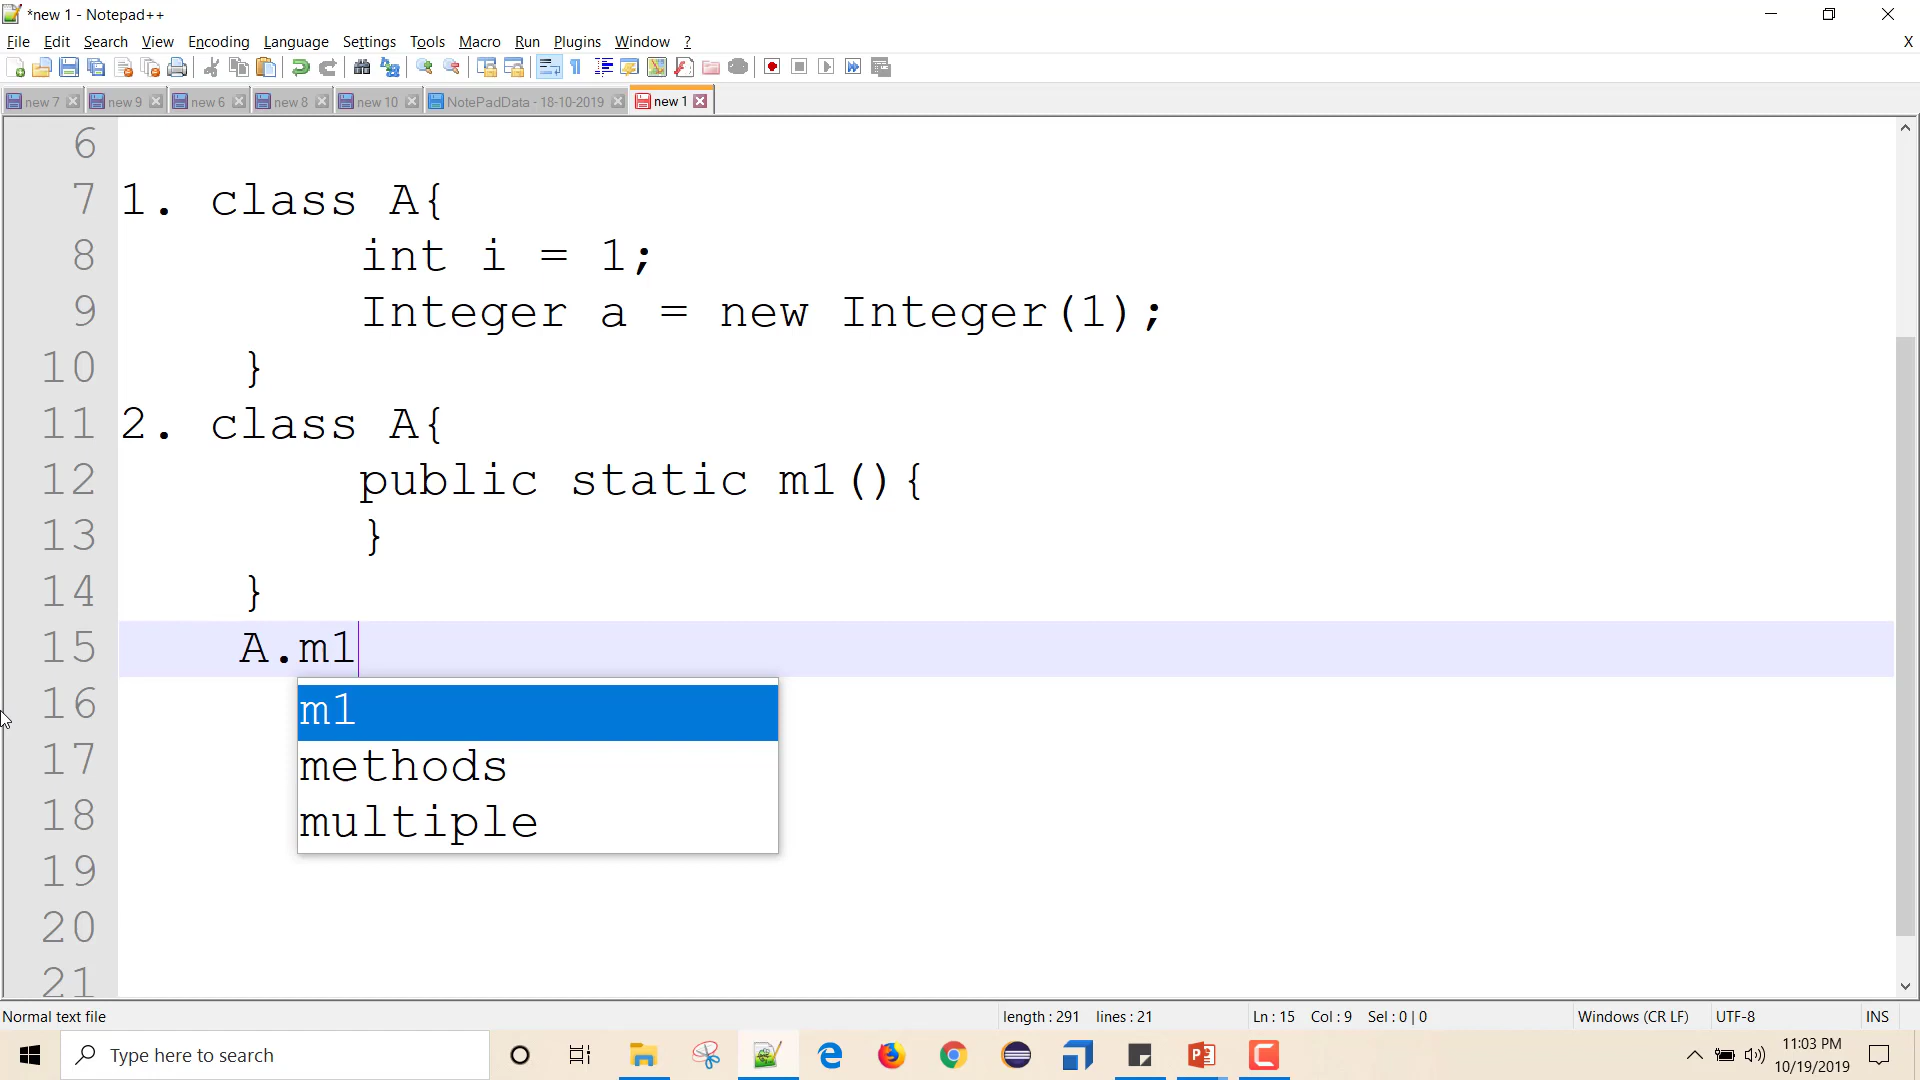 *new 1 - Notepad++
File Edit Search View Encoding Language Settings Tools Macro Run Plugins Window ? X
new 7 new 9 new 6 new 8 new 10 NotePadData - 18-10-2019 new 1
6
7 1. class A{
8 int i = 1;
9 Integer a = new Integer(1);
10 }
11 2. class A{
12 public static m1(){
13 }
14 }
15 A.m1
16 m1
17 methods
18 multiple
19
20
21
Normal text file length : 291 lines : 21 Ln : 15 Col : 9 Sel : 0 | 0 Windows (CR LF) UTF-8 INS
Type here to search
11:03 PM
10/19/2019